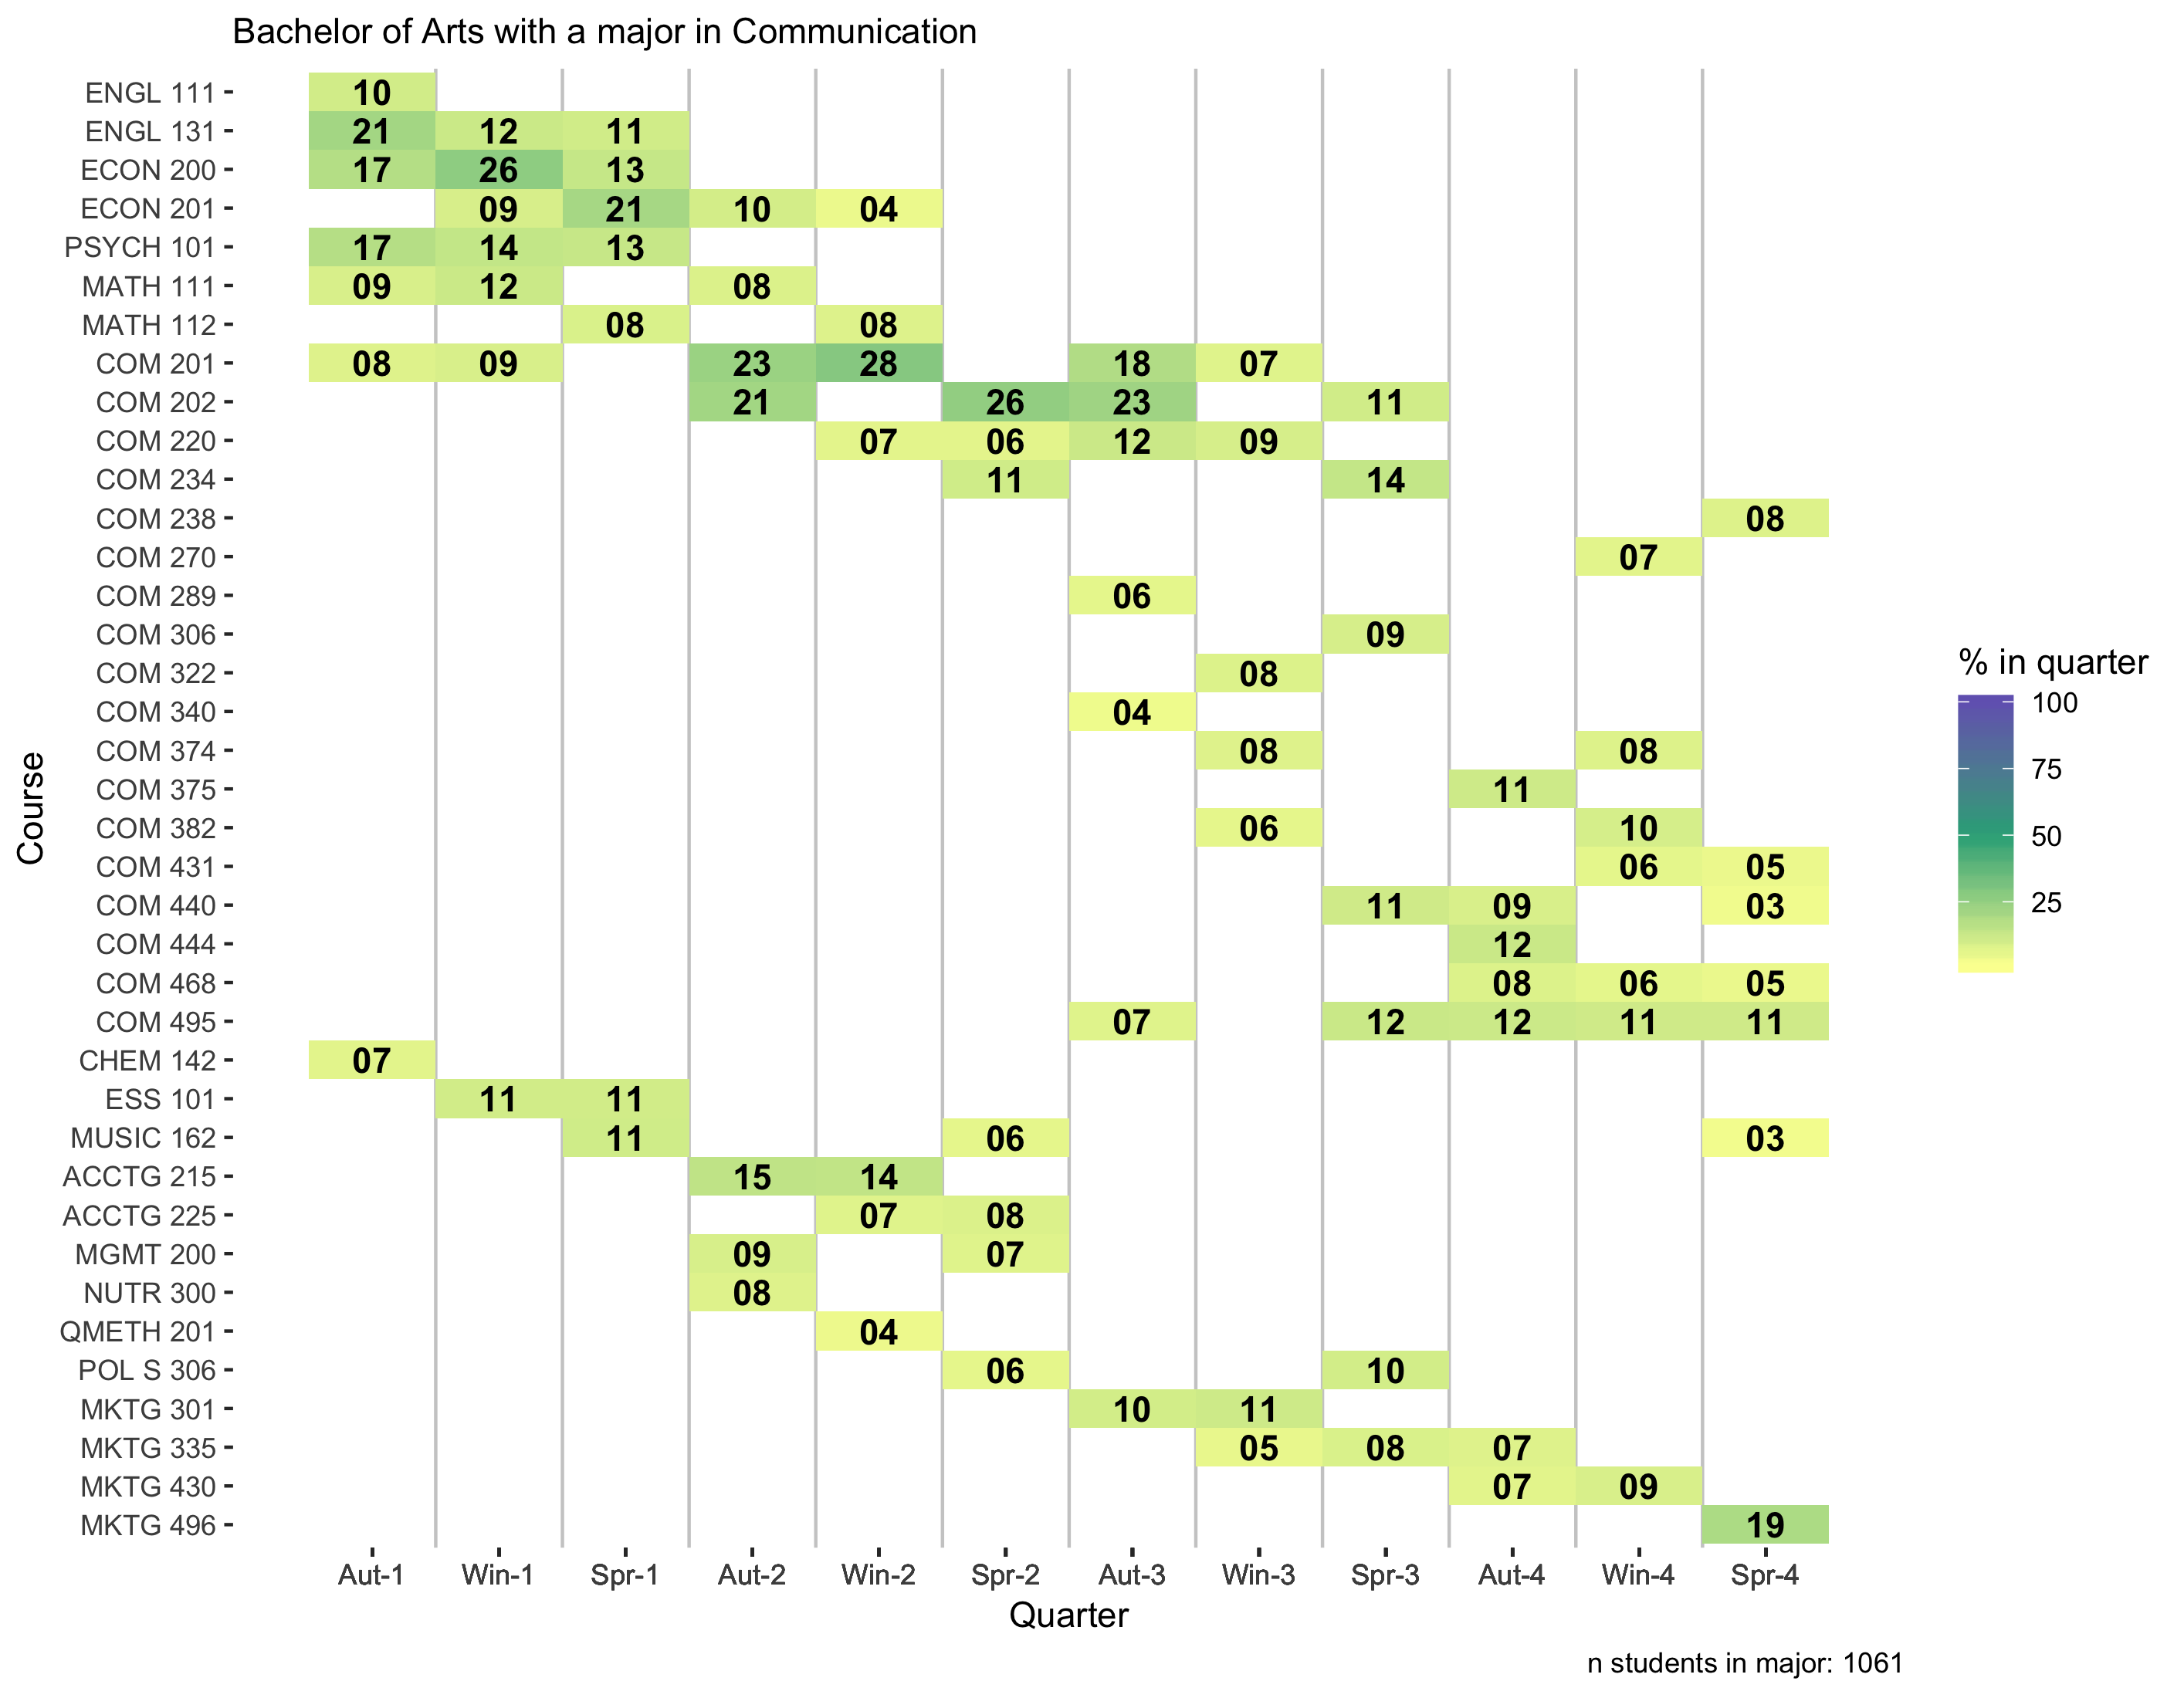 Bachelor of Arts with a major in Communication
ENGL 111 10
ENGL 131 21 12 11
ECON 200 17 26 13
ECON 201 09 21 10 04
PSYCH 101 17 14 13
MATH 111 09 12 08
MATH 112 08 08
COM 201 08 09 23 28 18 07
COM 202 21 26 23 11
COM 220 07 06 12 09
COM 234 11 14
COM 238 08
COM 270 07
COM 289 06
COM 306 09
COM 322 08
COM 340 04
COM 374 08 08
COM 375 11
COM 382 06 10
COM 431 06 05
COM 440 11 09 03
COM 444 12
COM 468 08 06 05
COM 495 07 12 12 11 11
CHEM 142 07
ESS 101 11 11
MUSIC 162 11 06 03
ACCTG 215 15 14
ACCTG 225 07 08
MGMT 200 09 07
NUTR 300 08
QMETH 201 04
POL S 306 06 10
MKTG 301 10 11
MKTG 335 05 08 07
MKTG 430 07 09
MKTG 496 19
Aut-1 Win-1 Spr-1 Aut-2 Win-2 Spr-2 Aut-3 Win-3 Spr-3 Aut-4 Win-4 Spr-4
Quarter
Course
% in quarter
100
75
50
25
n students in major: 1061